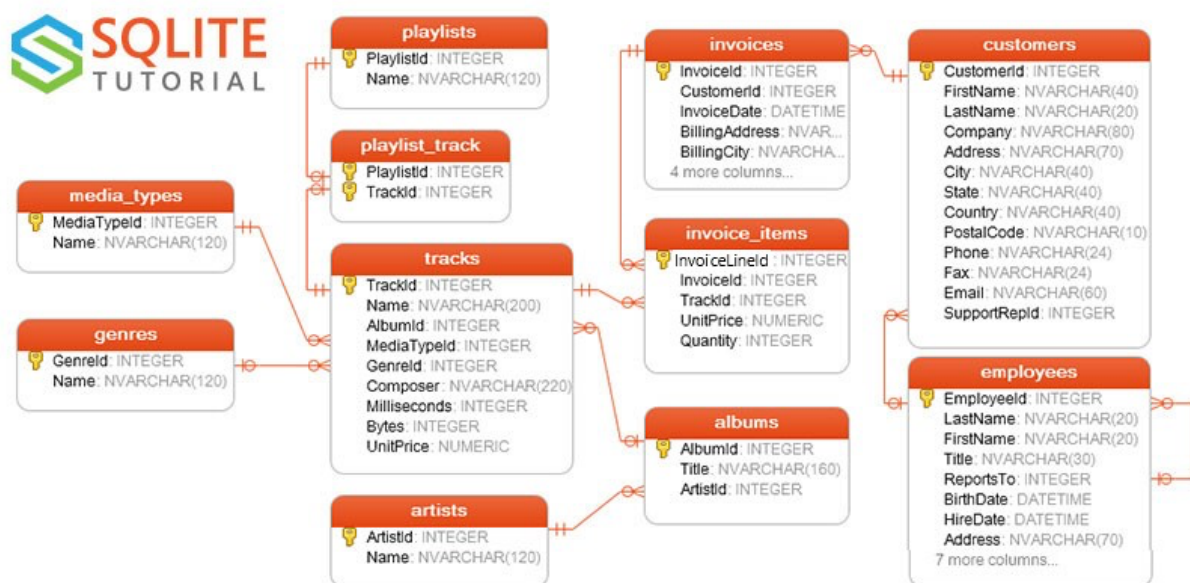 SQLITE
TUTORIAL
playlists
PlaylistId: INTEGER
Name: NVARCHAR(120)
playlist_track
PlaylistId: INTEGER
TrackId: INTEGER
media_types
MediaTypeId: INTEGER
Name: NVARCHAR(120)
genres
GenreId: INTEGER
Name: NVARCHAR(120)
tracks
TrackId: INTEGER
Name: NVARCHAR(200)
AlbumId: INTEGER
MediaTypeId: INTEGER
GenreId: INTEGER
Composer: NVARCHAR(220)
Milliseconds: INTEGER
Bytes: INTEGER
UnitPrice: NUMERIC
artists
ArtistId: INTEGER
Name: NVARCHAR(120)
invoices
InvoiceId: INTEGER
CustomerId: INTEGER
InvoiceDate: DATETIME
BillingAddress: NVAR...
BillingCity: NVARCHA...
4 more columns...
invoice_items
InvoiceLineId: INTEGER
InvoiceId: INTEGER
TrackId: INTEGER
UnitPrice: NUMERIC
Quantity: INTEGER
albums
AlbumId: INTEGER
Title: NVARCHAR(160)
ArtistId: INTEGER
customers
CustomerId: INTEGER
FirstName: NVARCHAR(40)
LastName: NVARCHAR(20)
Company: NVARCHAR(80)
Address: NVARCHAR(70)
City: NVARCHAR(40)
State: NVARCHAR(40)
Country: NVARCHAR(40)
PostalCode: NVARCHAR(10)
Phone: NVARCHAR(24)
Fax: NVARCHAR(24)
Email: NVARCHAR(60)
SupportRepId: INTEGER
employees
EmployeeId: INTEGER
LastName: NVARCHAR(20)
FirstName: NVARCHAR(20)
Title: NVARCHAR(30)
ReportsTo: INTEGER
BirthDate: DATETIME
HireDate: DATETIME
Address: NVARCHAR(70)
7 more columns...